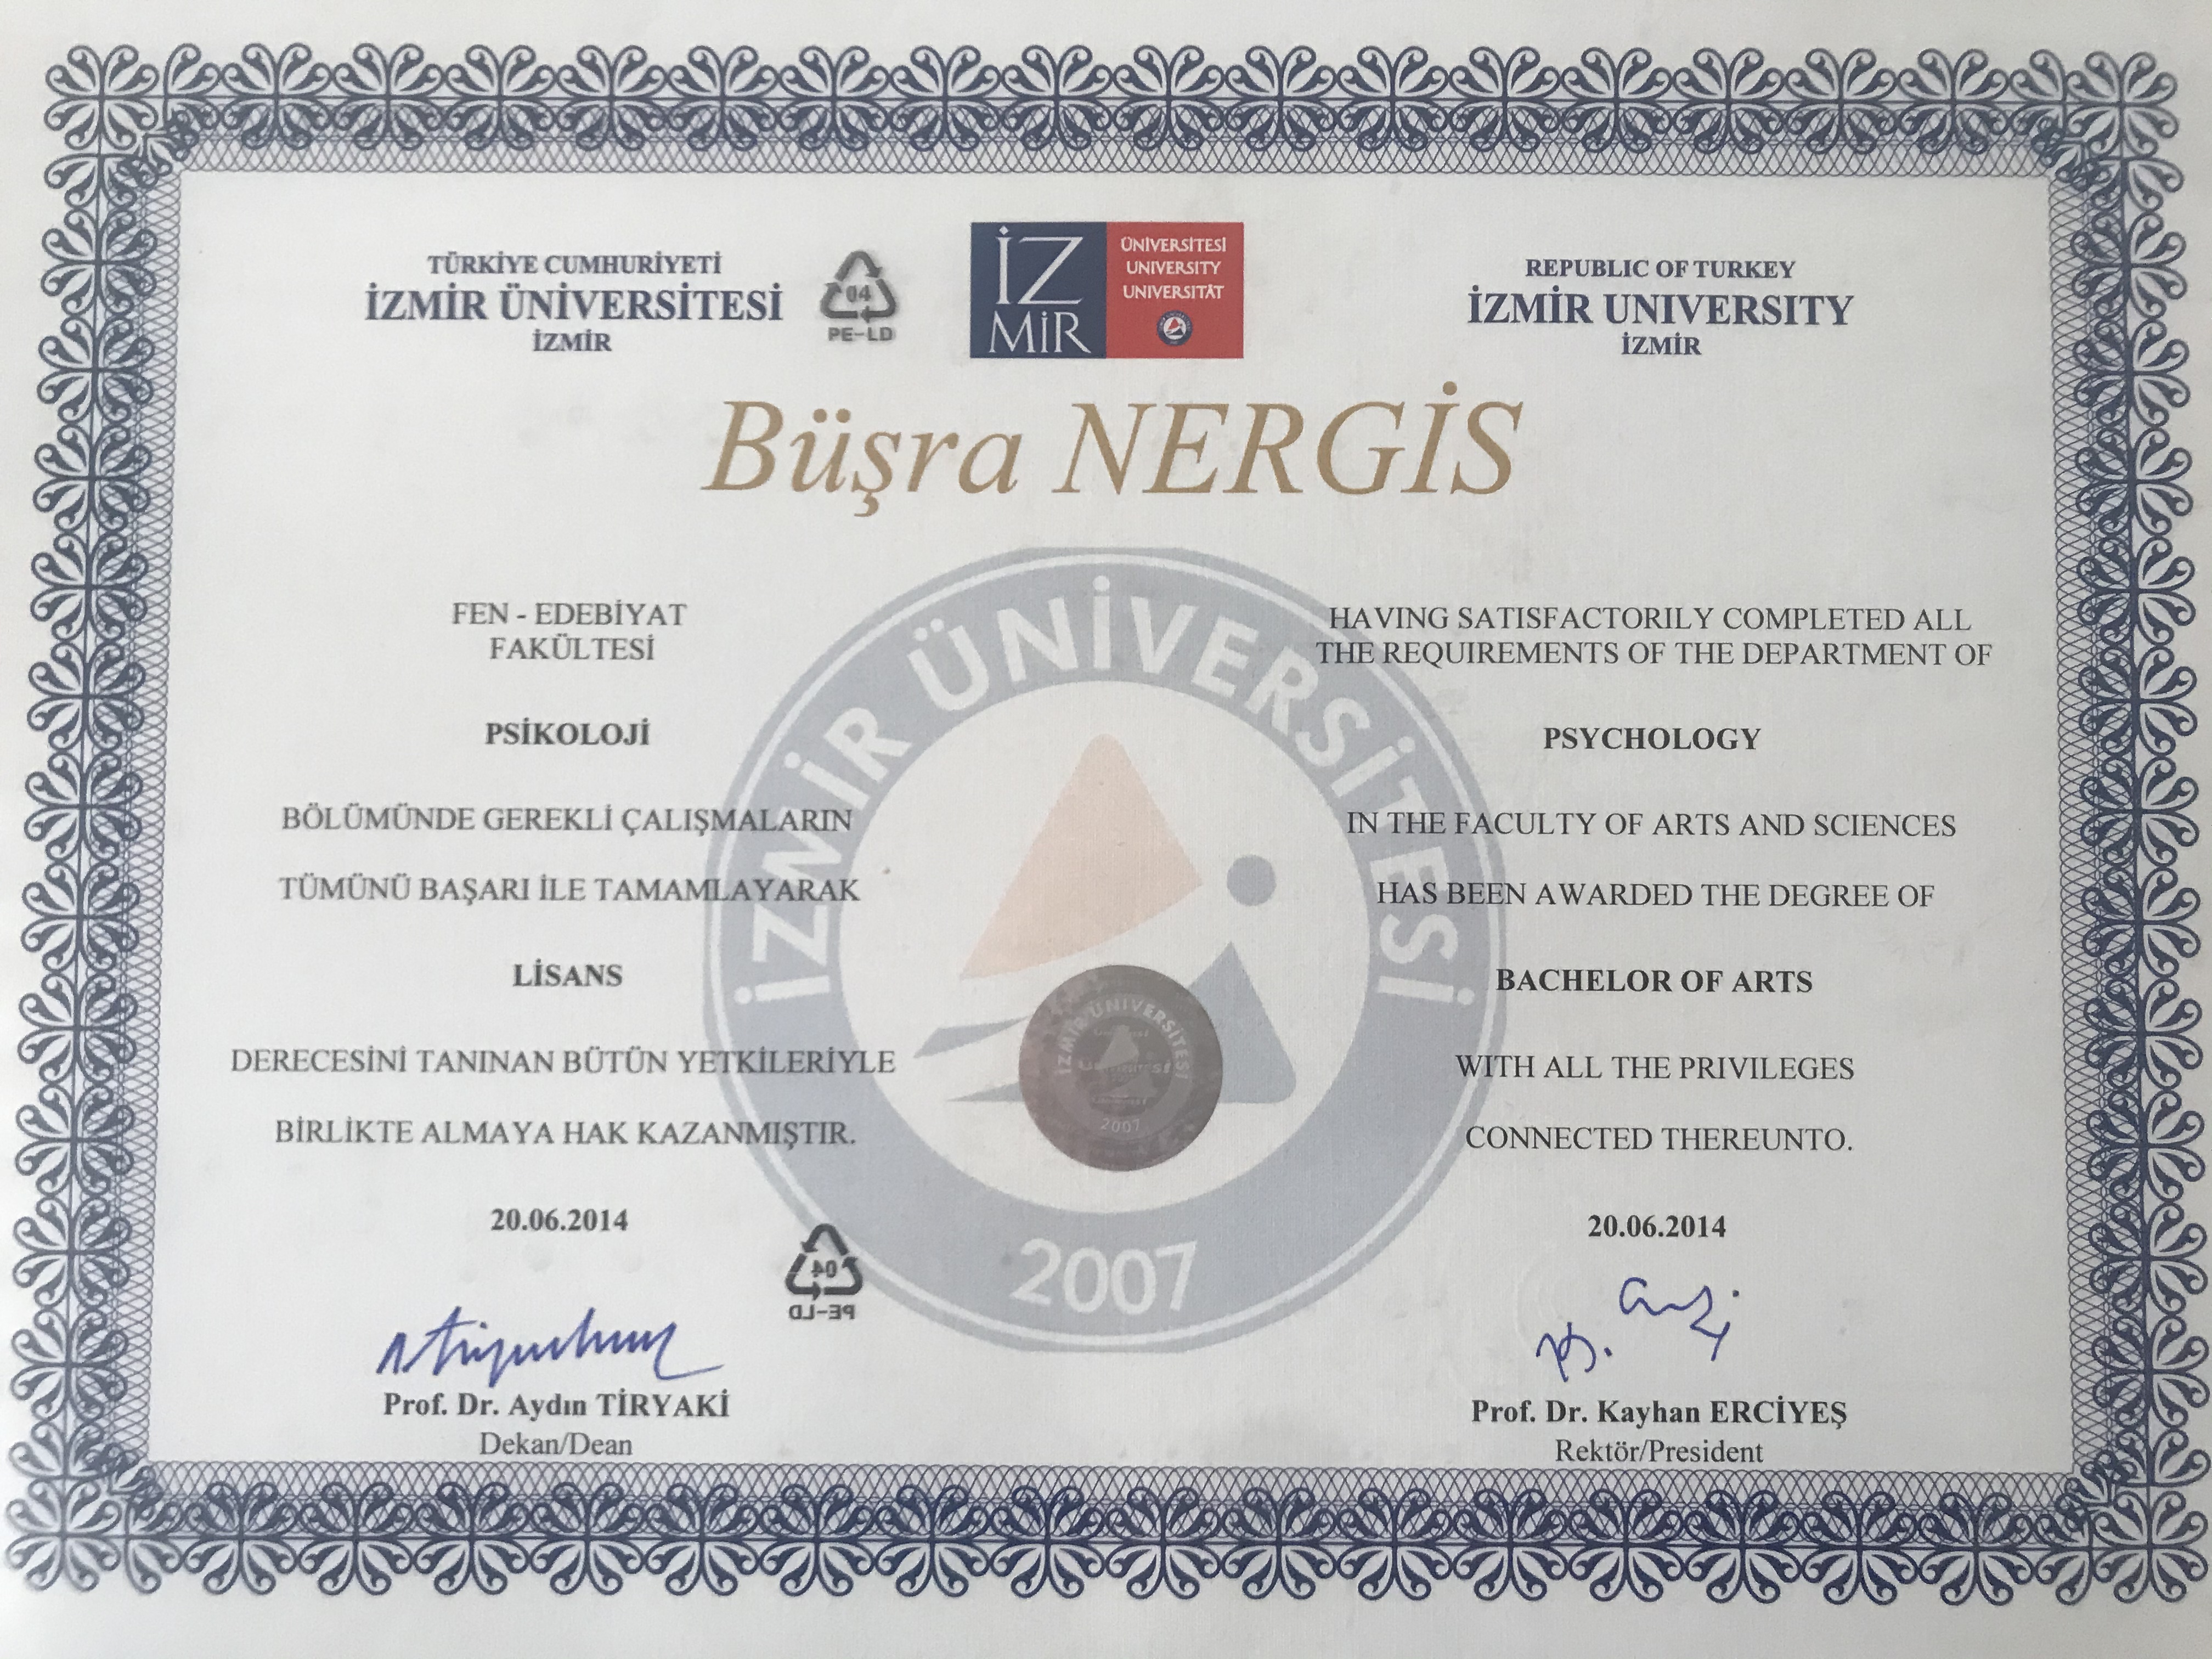 TÜRKİYE CUMHURİYETİ
İZMİR ÜNİVERSİTESİ
İZMİR
04
PE-LD
İZ
MİR
ÜNİVERSİTESİ
UNIVERSITY
UNIVERSITÄT
REPUBLIC OF TURKEY
İZMİR UNIVERSITY
İZMİR
Büşra NERGİS
FEN - EDEBİYAT
FAKÜLTESİ
PSİKOLOJİ
BÖLÜMÜNDE GEREKLİ ÇALIŞMALARIN
TÜMÜNÜ BAŞARI İLE TAMAMLAYARAK
LİSANS
DERECESİNİ TANINAN BÜTÜN YETKİLERİYLE
BİRLİKTE ALMAYA HAK KAZANMIŞTIR.
20.06.2014
04
PE-LD
Prof. Dr. Aydın TİRYAKİ
Dekan/Dean
İZMİR ÜNİVERSİTESİ
2007
İZMİR ÜNİVERSİTESİ
2007
HAVING SATISFACTORILY COMPLETED ALL
THE REQUIREMENTS OF THE DEPARTMENT OF
PSYCHOLOGY
IN THE FACULTY OF ARTS AND SCIENCES
HAS BEEN AWARDED THE DEGREE OF
BACHELOR OF ARTS
WITH ALL THE PRIVILEGES
CONNECTED THEREUNTO.
20.06.2014
Prof. Dr. Kayhan ERCİYEŞ
Rektör/President